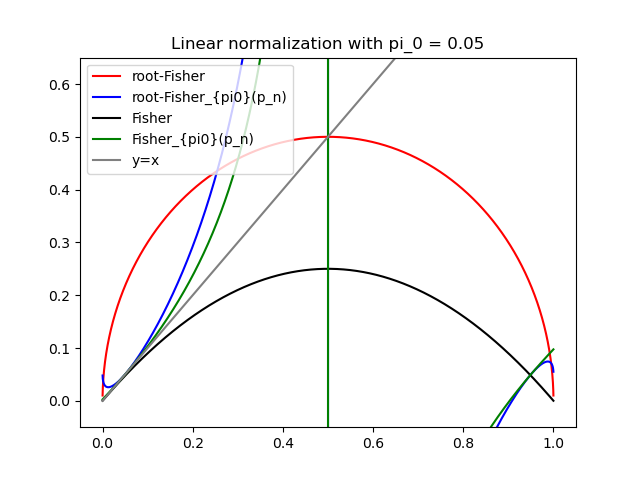 Linear normalization with pi_0 = 0.05
root-Fisher
root-Fisher_{pi0}(p_n)
Fisher
Fisher_{pi0}(p_n)
y=x
0.6
0.5
0.4
0.3
0.2
0.1
0.0
0.0 0.2 0.4 0.6 0.8 1.0